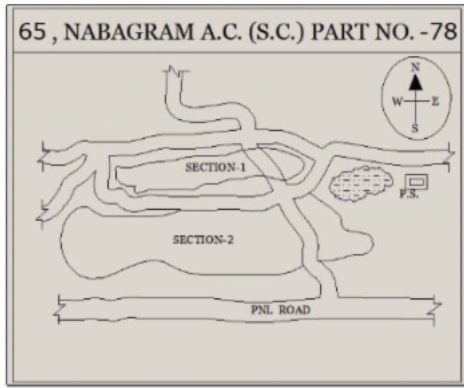 65 , NABAGRAM A.C. (S.C.) PART NO. -78
N
W E
S
SECTION-1
P.S.
SECTION-2
PNL ROAD